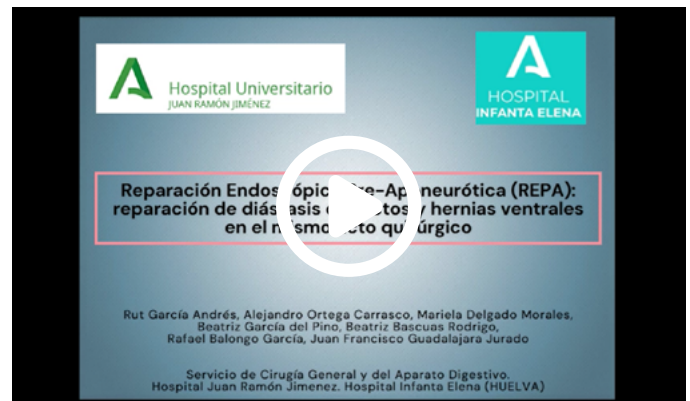 Hospital Universitario
JUAN RAMÓN JIMÉNEZ
HOSPITAL
INFANTA ELENA
Reparación (REPA):
reparación de y hernias ventrales
en el
Rut García Andrés, Alejandro Ortega Carrasco, Mariela Delgado Morales,
Beatriz García del Pino, Beatriz Bascuas Rodrigo,
Rafael Balongo García, Juan Francisco Guadalajara Jurado
Servicio de Cirugía General y del Aparato Digestivo.
Hospital Juan Ramón Jimenez. Hospital Infanta Elena (HUELVA)